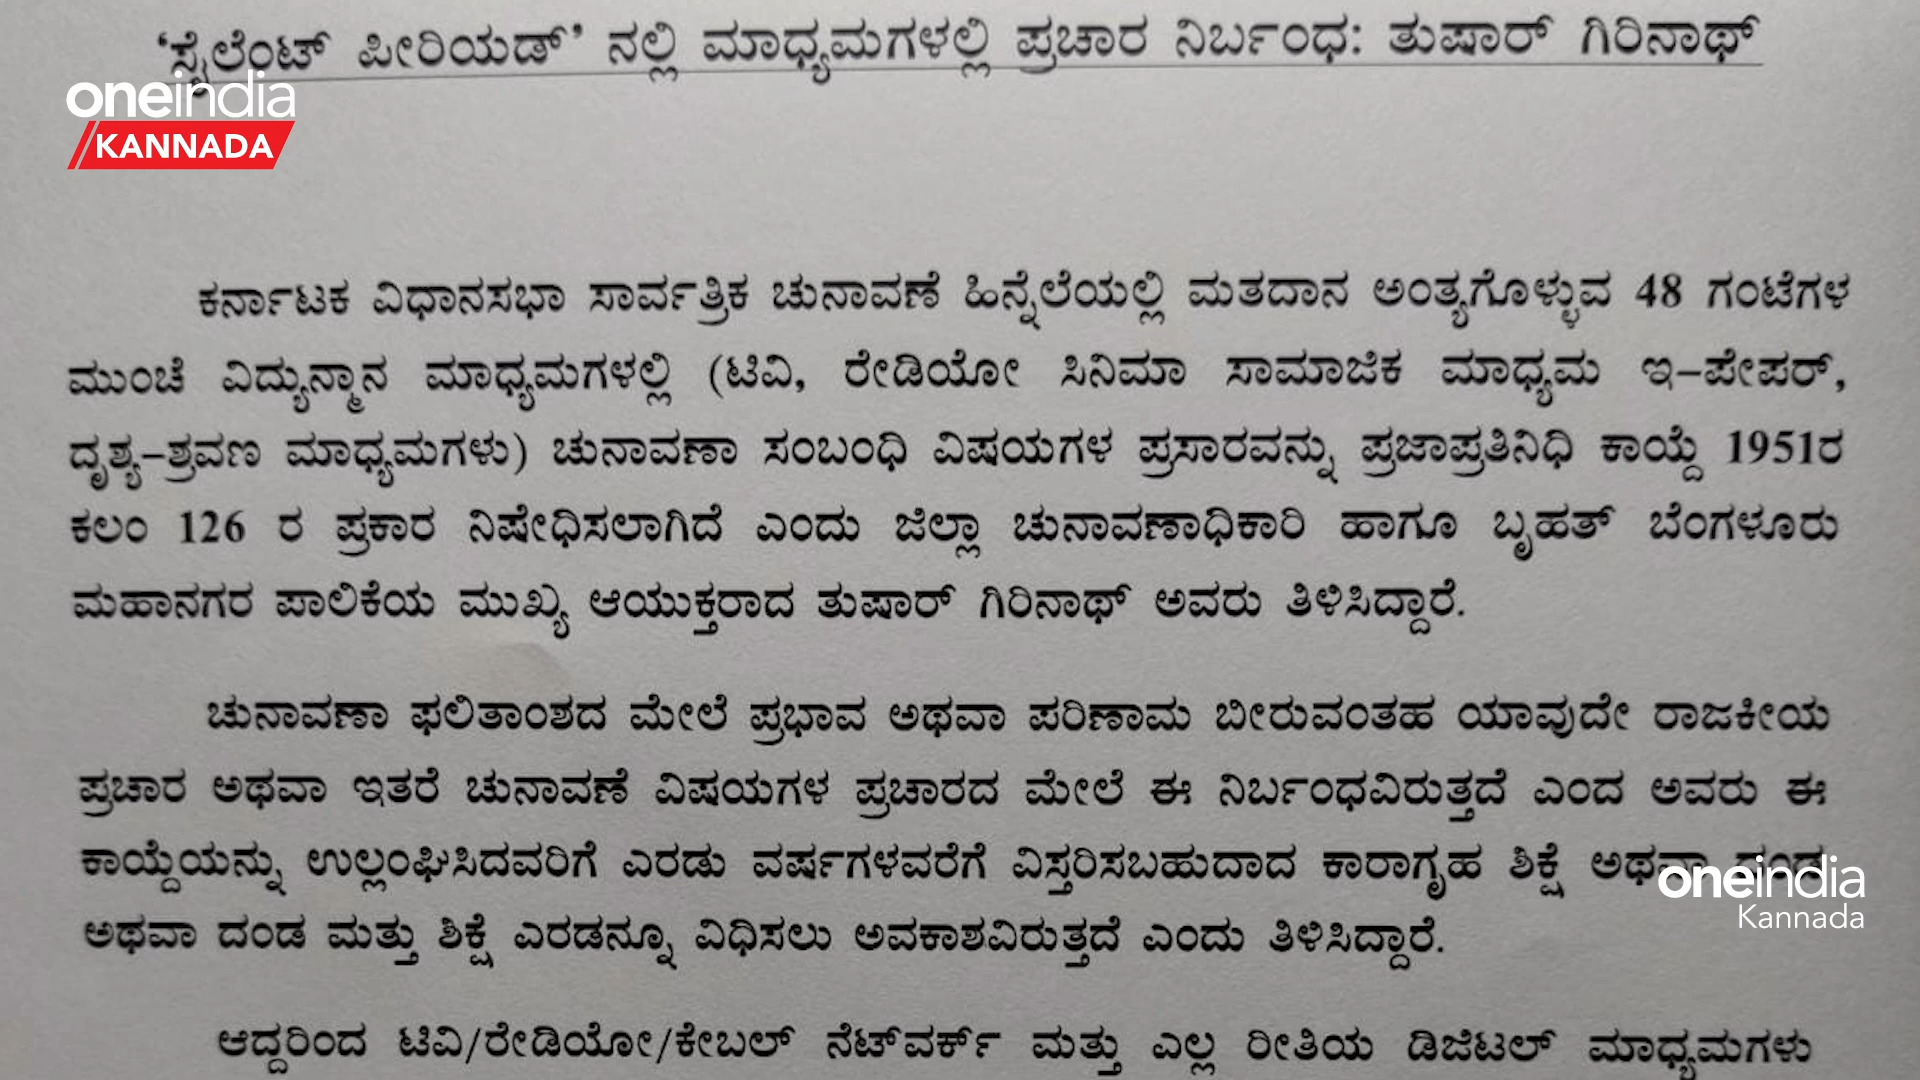 ‘ಸೈಲೆಂಟ್ ಪೀರಿಯಡ್’ ನಲ್ಲಿ ಮಾಧ್ಯಮಗಳಲ್ಲಿ ಪ್ರಚಾರ ನಿರ್ಬಂಧ: ತುಷಾರ್ ಗಿರಿನಾಥ್
oneindia
KANNADA
ಕರ್ನಾಟಕ ವಿಧಾನಸಭಾ ಸಾರ್ವತ್ರಿಕ ಚುನಾವಣೆ ಹಿನ್ನೆಲೆಯಲ್ಲಿ ಮತದಾನ ಅಂತ್ಯಗೊಳ್ಳುವ 48 ಗಂಟೆಗಳ
ಮುಂಚೆ ವಿದ್ಯುನ್ಮಾನ ಮಾಧ್ಯಮಗಳಲ್ಲಿ (ಟಿವಿ, ರೇಡಿಯೋ ಸಿನಿಮಾ ಸಾಮಾಜಿಕ ಮಾಧ್ಯಮ ಇ-ಪೇಪರ್,
ದೃಶ್ಯ-ಶ್ರವಣ ಮಾಧ್ಯಮಗಳು) ಚುನಾವಣಾ ಸಂಬಂಧಿ ವಿಷಯಗಳ ಪ್ರಸಾರವನ್ನು ಪ್ರಜಾಪ್ರತಿನಿಧಿ ಕಾಯ್ದೆ 1951ರ
ಕಲಂ 126 ರ ಪ್ರಕಾರ ನಿಷೇಧಿಸಲಾಗಿದೆ ಎಂದು ಜಿಲ್ಲಾ ಚುನಾವಣಾಧಿಕಾರಿ ಹಾಗೂ ಬೃಹತ್ ಬೆಂಗಳೂರು
ಮಹಾನಗರ ಪಾಲಿಕೆಯ ಮುಖ್ಯ ಆಯುಕ್ತರಾದ ತುಷಾರ್ ಗಿರಿನಾಥ್ ಅವರು ತಿಳಿಸಿದ್ದಾರೆ.
ಚುನಾವಣಾ ಫಲಿತಾಂಶದ ಮೇಲೆ ಪ್ರಭಾವ ಅಥವಾ ಪರಿಣಾಮ ಬೀರುವಂತಹ ಯಾವುದೇ ರಾಜಕೀಯ
ಪ್ರಚಾರ ಅಥವಾ ಇತರೆ ಚುನಾವಣೆ ವಿಷಯಗಳ ಪ್ರಚಾರದ ಮೇಲೆ ಈ ನಿರ್ಬಂಧವಿರುತ್ತದೆ ಎಂದ ಅವರು ಈ
ಕಾಯ್ದೆಯನ್ನು ಉಲ್ಲಂಘಿಸಿದವರಿಗೆ ಎರಡು ವರ್ಷಗಳವರೆಗೆ ವಿಸ್ತರಿಸಬಹುದಾದ ಕಾರಾಗೃಹ ಶಿಕ್ಷೆ ಅಥವಾ ದಂಡ
oneindia
Kannada
ಅಥವಾ ದಂಡ ಮತ್ತು ಶಿಕ್ಷೆ ಎರಡನ್ನೂ ವಿಧಿಸಲು ಅವಕಾಶವಿರುತ್ತದೆ ಎಂದು ತಿಳಿಸಿದ್ದಾರೆ.
ಆದ್ದರಿಂದ ಟಿವಿ/ರೇಡಿಯೋ/ಕೇಬಲ್ ನೆಟ್‌ವರ್ಕ್ ಮತ್ತು ಎಲ್ಲ ರೀತಿಯ ಡಿಜಿಟಲ್ ಮಾಧ್ಯಮಗಳು